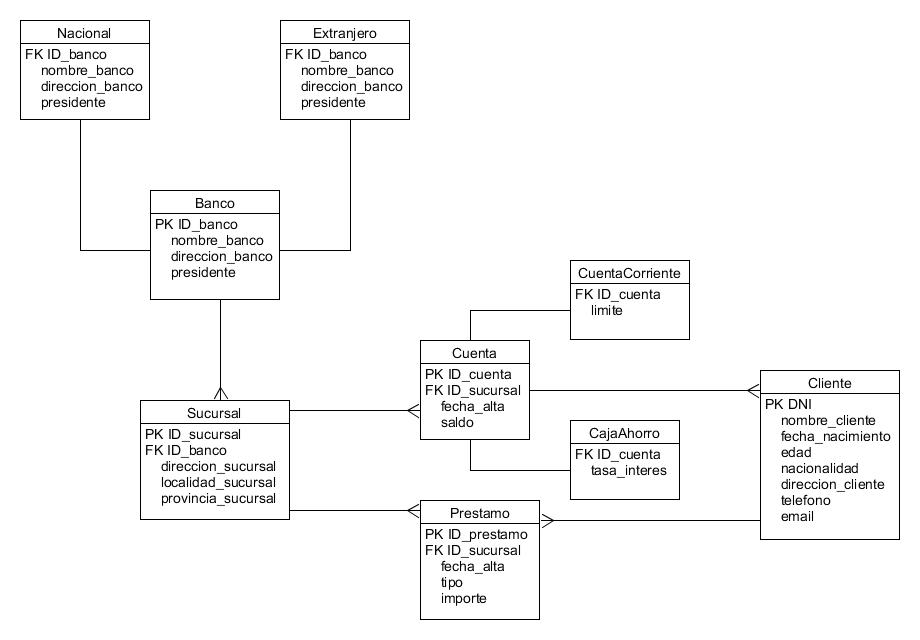 Nacional
FK ID_banco
nombre_banco
direccion_banco
presidente
Extranjero
FK ID_banco
nombre_banco
direccion_banco
presidente
Banco
PK ID_banco
nombre_banco
direccion_banco
presidente
CuentaCorriente
FK ID_cuenta
limite
Cuenta
PK ID_cuenta
FK ID_sucursal
fecha_alta
saldo
Cliente
PK DNI
nombre_cliente
fecha_nacimiento
edad
nacionalidad
direccion_cliente
telefono
email
Sucursal
PK ID_sucursal
FK ID_banco
direccion_sucursal
localidad_sucursal
provincia_sucursal
CajaAhorro
FK ID_cuenta
tasa_interes
Prestamo
PK ID_prestamo
FK ID_sucursal
fecha_alta
tipo
importe